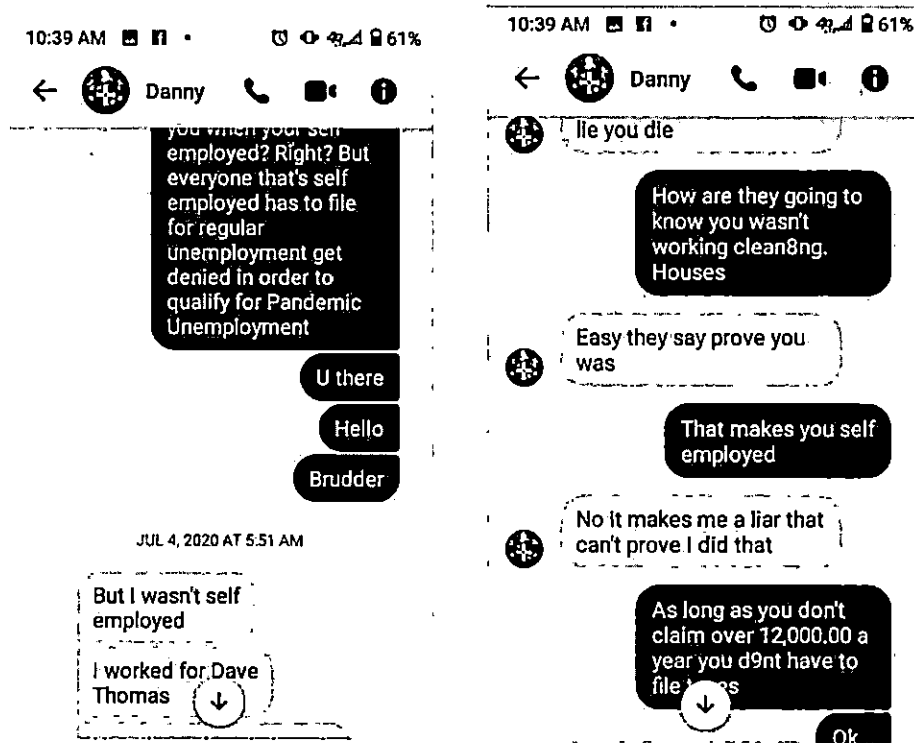 10:39 AM
61%
Danny
you when your self
employed? Right? But
everyone that's self
employed has to file
for regular
unemployment get
denied in order to
qualify for Pandemic
Unemployment
U there
Hello
Brudder
JUL 4, 2020 AT 5:51 AM
But I wasn't self
employed
I worked for Dave
Thomas
10:39 AM
61%
Danny
lie you die
How are they going to
know you wasn't
working clean8ng.
Houses
Easy they say prove you
was
That makes you self
employed
No it makes me a liar that
can't prove I did that
As long as you don't
claim over 12,000.00 a
year you d9nt have to
file
Ok